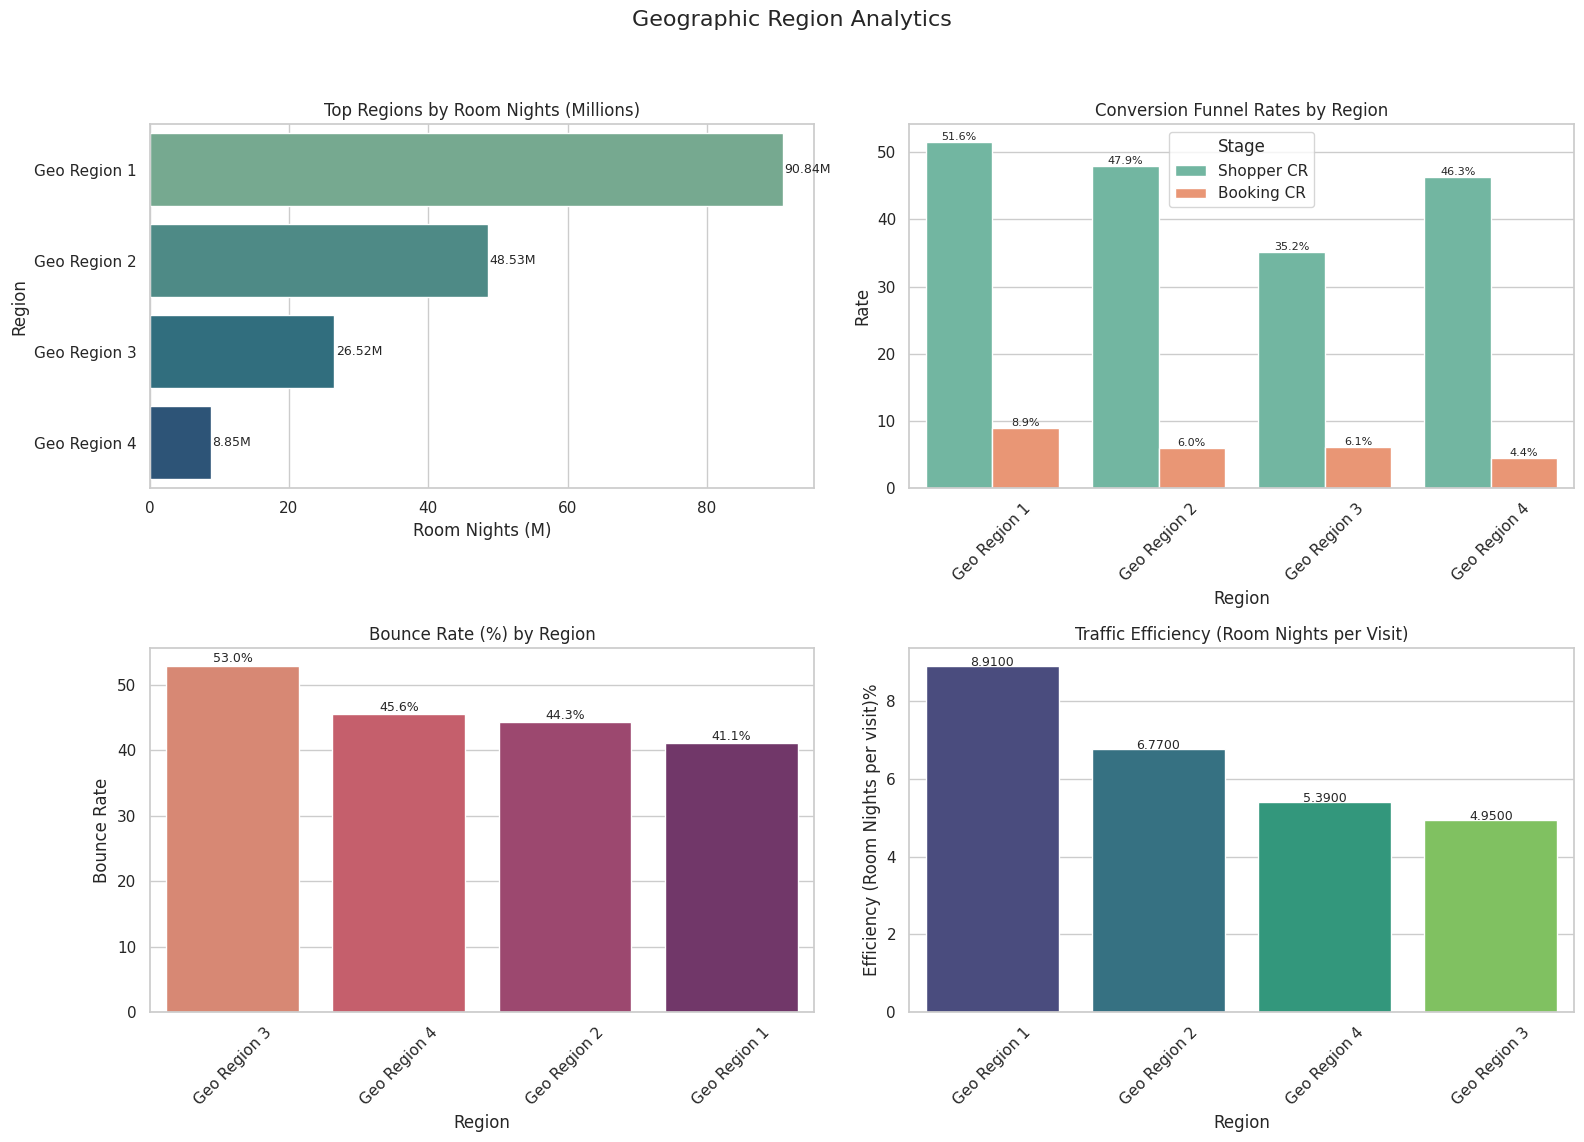 Geographic Region Analytics
Top Regions by Room Nights (Millions)
Region
Geo Region 1
90.84M
Geo Region 2
48.53M
Geo Region 3
26.52M
Geo Region 4
8.85M
0 20 40 60 80
Room Nights (M)
Conversion Funnel Rates by Region
Stage
Shopper CR
Booking CR
Rate
50
40
30
20
10
0
51.6% 8.9% 47.9% 6.0% 35.2% 6.1% 46.3% 4.4%
Geo Region 1 Geo Region 2 Geo Region 3 Geo Region 4
Region
Bounce Rate (%) by Region
Bounce Rate
50
40
30
20
10
0
53.0% 45.6% 44.3% 41.1%
Geo Region 3 Geo Region 4 Geo Region 2 Geo Region 1
Region
Traffic Efficiency (Room Nights per Visit)
Efficiency (Room Nights per visit)%
8
6
4
2
0
8.9100 6.7700 5.3900 4.9500
Geo Region 1 Geo Region 2 Geo Region 4 Geo Region 3
Region